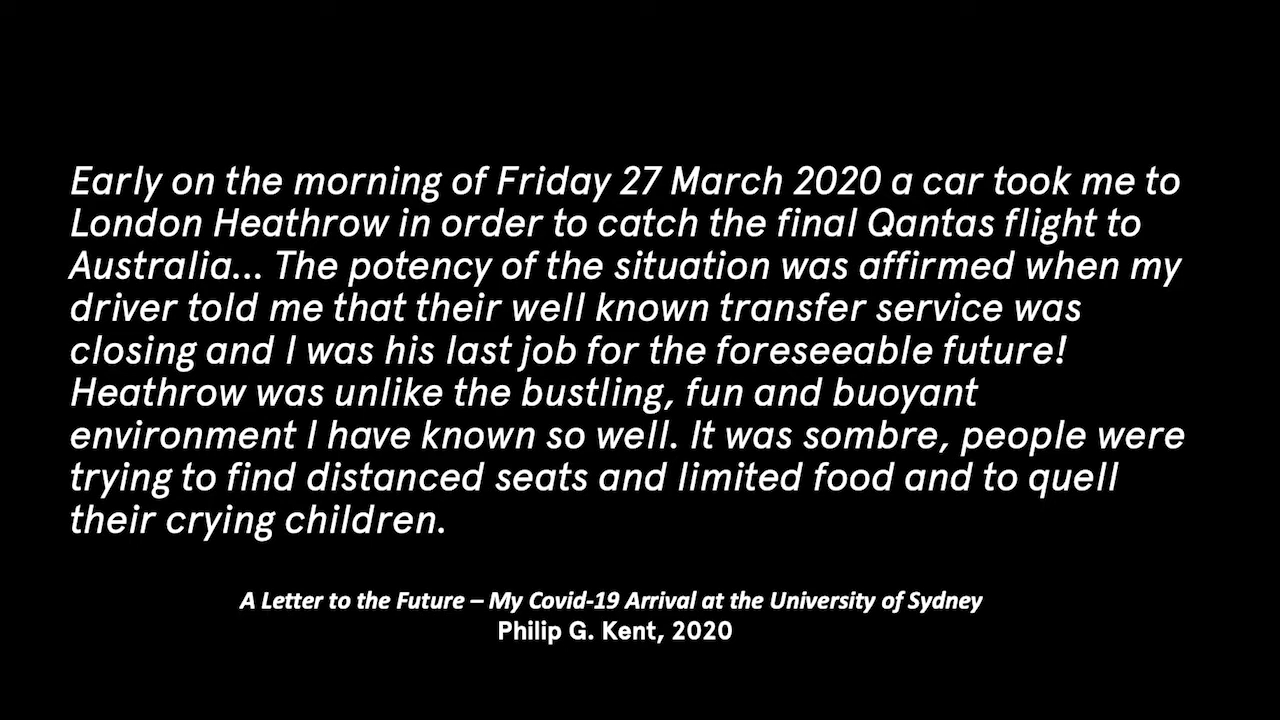 Early on the morning of Friday 27 March 2020 a car took me to
London Heathrow in order to catch the final Qantas flight to
Australia... The potency of the situation was affirmed when my
driver told me that their well known transfer service was
closing and I was his last job for the foreseeable future!
Heathrow was unlike the bustling, fun and buoyant
environment I have known so well. It was sombre, people were
trying to find distanced seats and limited food and to quell
their crying children.
A Letter to the Future – My Covid-19 Arrival at the University of Sydney
Philip G. Kent, 2020